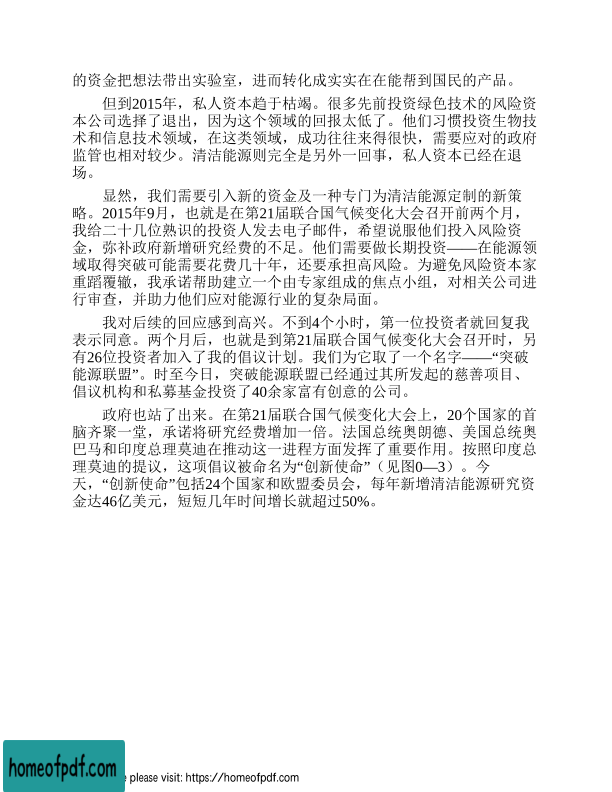 的资金把想法带出实验室，进而转化成实实在在能帮到国民的产品。
但到2015年，私人资本趋于枯竭。很多先前投资绿色技术的风险资
本公司选择了退出，因为这个领域的回报太低了。他们习惯投资生物技
术和信息技术领域，在这类领域，成功往往来得很快，需要应对的政府
监管也相对较少。清洁能源则完全是另外一回事，私人资本已经在退
场。
显然，我们需要引入新的资金及一种专门为清洁能源定制的新策
略。2015年9月，也就是在第21届联合国气候变化大会召开前两个月，
我给二十几位熟识的投资人发去电子邮件，希望说服他们投入风险资
金，弥补政府新增研究经费的不足。他们需要做长期投资——在能源领
域取得突破可能需要花费几十年，还要承担高风险。为避免风险资本家
重蹈覆辙，我承诺帮助建立一个由专家组成的焦点小组，对相关公司进
行审查，并助力他们应对能源行业的复杂局面。
我对后续的回应感到高兴。不到4个小时，第一位投资者就回复我
表示同意。两个月后，也就是到第21届联合国气候变化大会召开时，另
有26位投资者加入了我的倡议计划。我们为它取了一个名字——“突破
能源联盟”。时至今日，突破能源联盟已经通过其所发起的慈善项目、
倡议机构和私募基金投资了40余家富有创意的公司。
政府也站了出来。在第21届联合国气候变化大会上，20个国家的首
脑齐聚一堂，承诺将研究经费增加一倍。法国总统奥朗德、美国总统奥
巴马和印度总理莫迪在推动这一进程方面发挥了重要作用。按照印度总
理莫迪的提议，这项倡议被命名为“创新使命”（见图0—3）。今
天，“创新使命”包括24个国家和欧盟委员会，每年新增清洁能源研究资
金达46亿美元，短短几年时间增长就超过50%。
homeofpdf.com
e please visit: https://homeofpdf.com